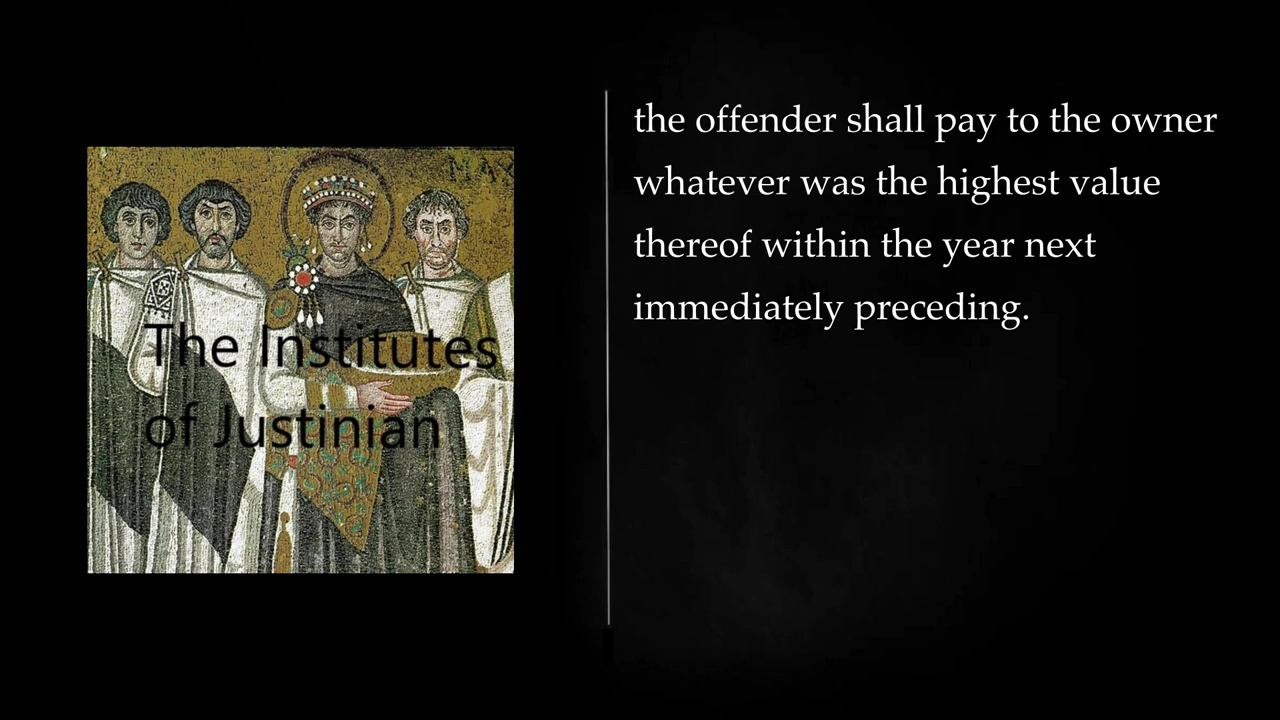 MAX
The Institutes
of Justinian
the offender shall pay to the owner
whatever was the highest value
thereof within the year next
immediately preceding.